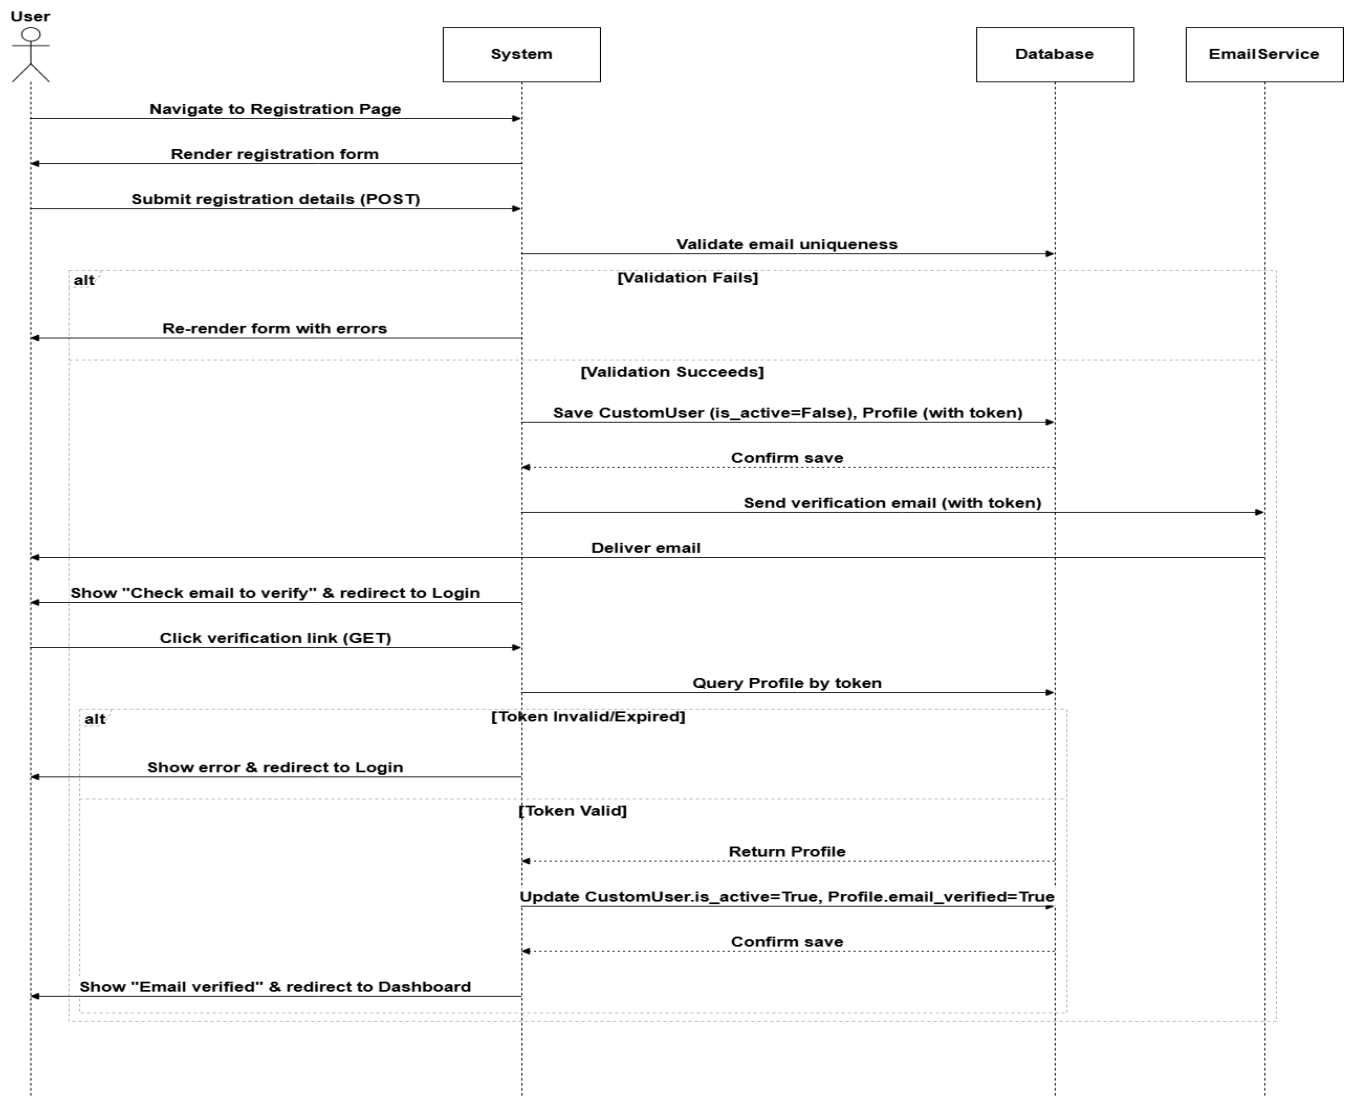 User
System
Database
EmailService
Navigate to Registration Page
Render registration form
Submit registration details (POST)
Validate email uniqueness
alt
[Validation Fails]
Re-render form with errors
[Validation Succeeds]
Save CustomUser (is_active=False), Profile (with token)
Confirm save
Send verification email (with token)
Deliver email
Show "Check email to verify" & redirect to Login
Click verification link (GET)
Query Profile by token
alt
[Token Invalid/Expired]
Show error & redirect to Login
[Token Valid]
Return Profile
Update CustomUser.is_active=True, Profile.email_verified=True
Confirm save
Show "Email verified" & redirect to Dashboard